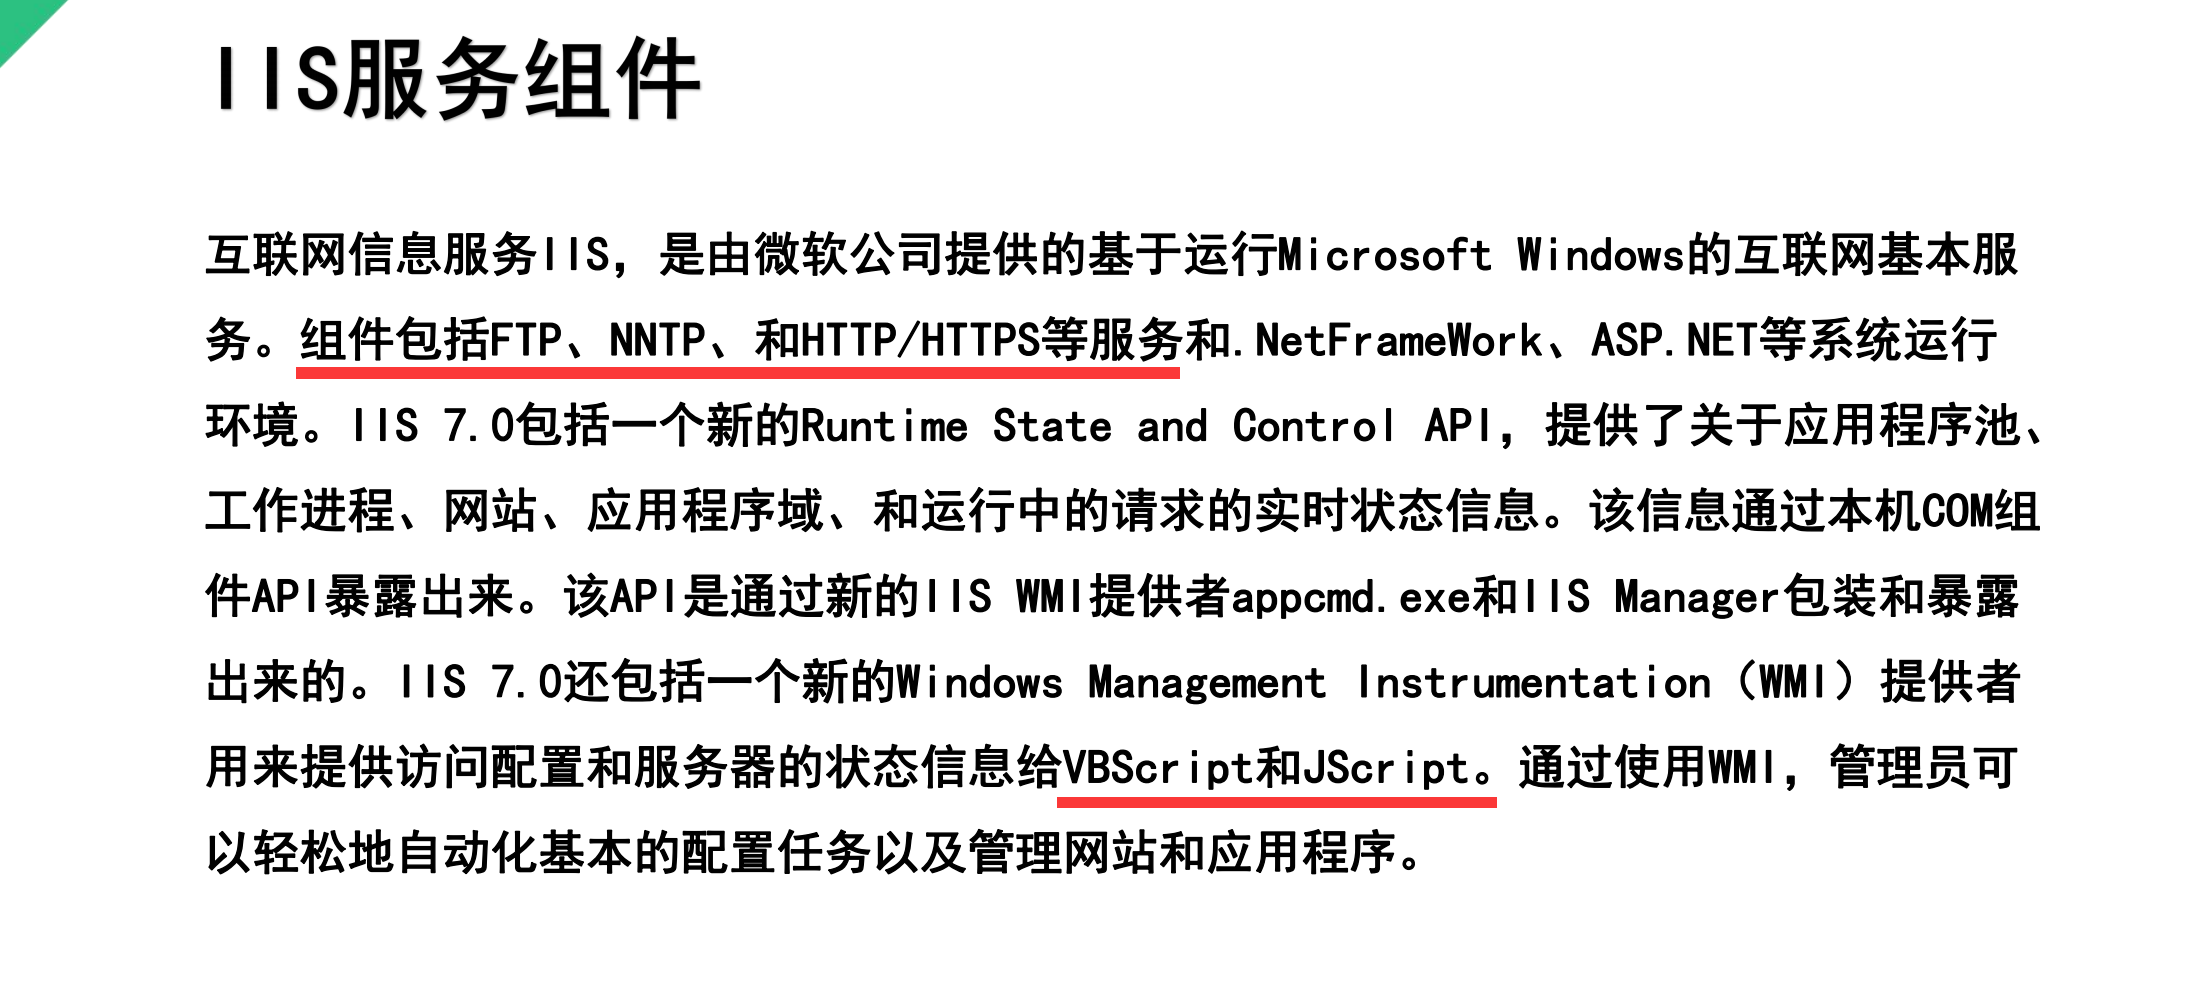 IIS服务组件
互联网信息服务IIS，是由微软公司提供的基于运行Microsoft Windows的互联网基本服
务。组件包括FTP、NNTP、和HTTP/HTTPS等服务和.NetFrameWork、ASP.NET等系统运行
环境。IIS 7.0包括一个新的Runtime State and Control API，提供了关于应用程序池、
工作进程、网站、应用程序域、和运行中的请求的实时状态信息。该信息通过本机COM组
件API暴露出来。该API是通过新的IIS WMI提供者appcmd.exe和IIS Manager包装和暴露
出来的。IIS 7.0还包括一个新的Windows Management Instrumentation（WMI）提供者
用来提供访问配置和服务器的状态信息给VBScript和JScript。通过使用WMI，管理员可
以轻松地自动化基本的配置任务以及管理网站和应用程序。